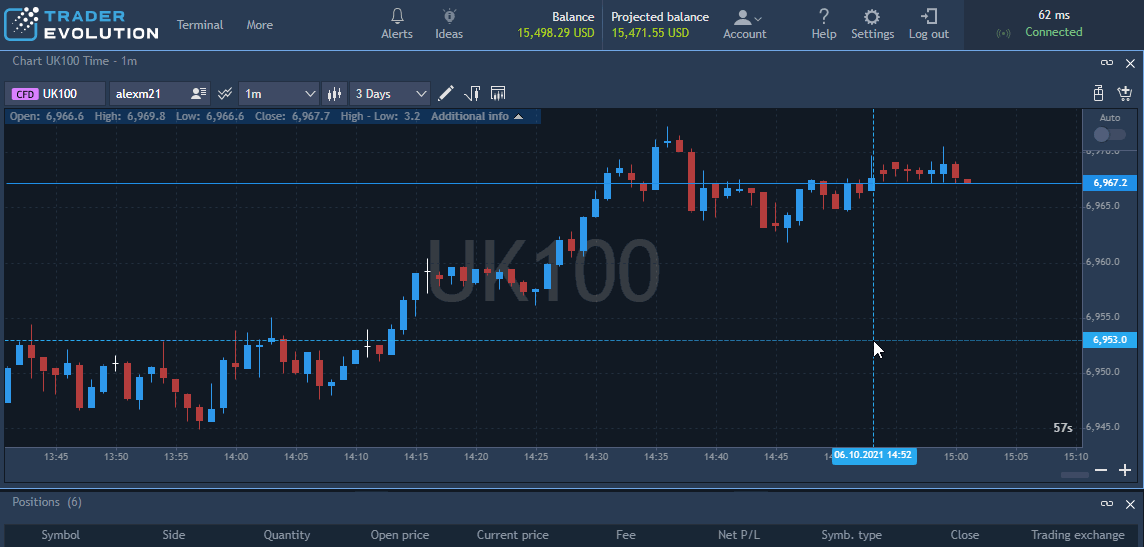 TRADER
EVOLUTION
Terminal
More
Alerts
Ideas
Balance
15,498.29 USD
Projected balance
15,471.55 USD
Account
Help
Settings
Log out
62 ms
Connected
Chart UK100 Time - 1m
CFD UK100
alexm21
1m
3 Days
Open: 6,966.6 High: 6,969.8 Low: 6,966.6 Close: 6,967.7 High - Low: 3.2 Additional info
Auto
6,970.0
6,967.2
6,965.0
UK100
6,960.0
6,955.0
6,953.0
6,950.0
57s
6,945.0
13:45 13:50 13:55 14:00 14:05 14:10 14:15 14:20 14:25 14:30 14:35 14:40 14:45 06.10.2021 14:52 15:00 15:05 15:10
Positions (6)
Symbol Side Quantity Open price Current price Fee Net P/L Symb. type Close Trading exchange